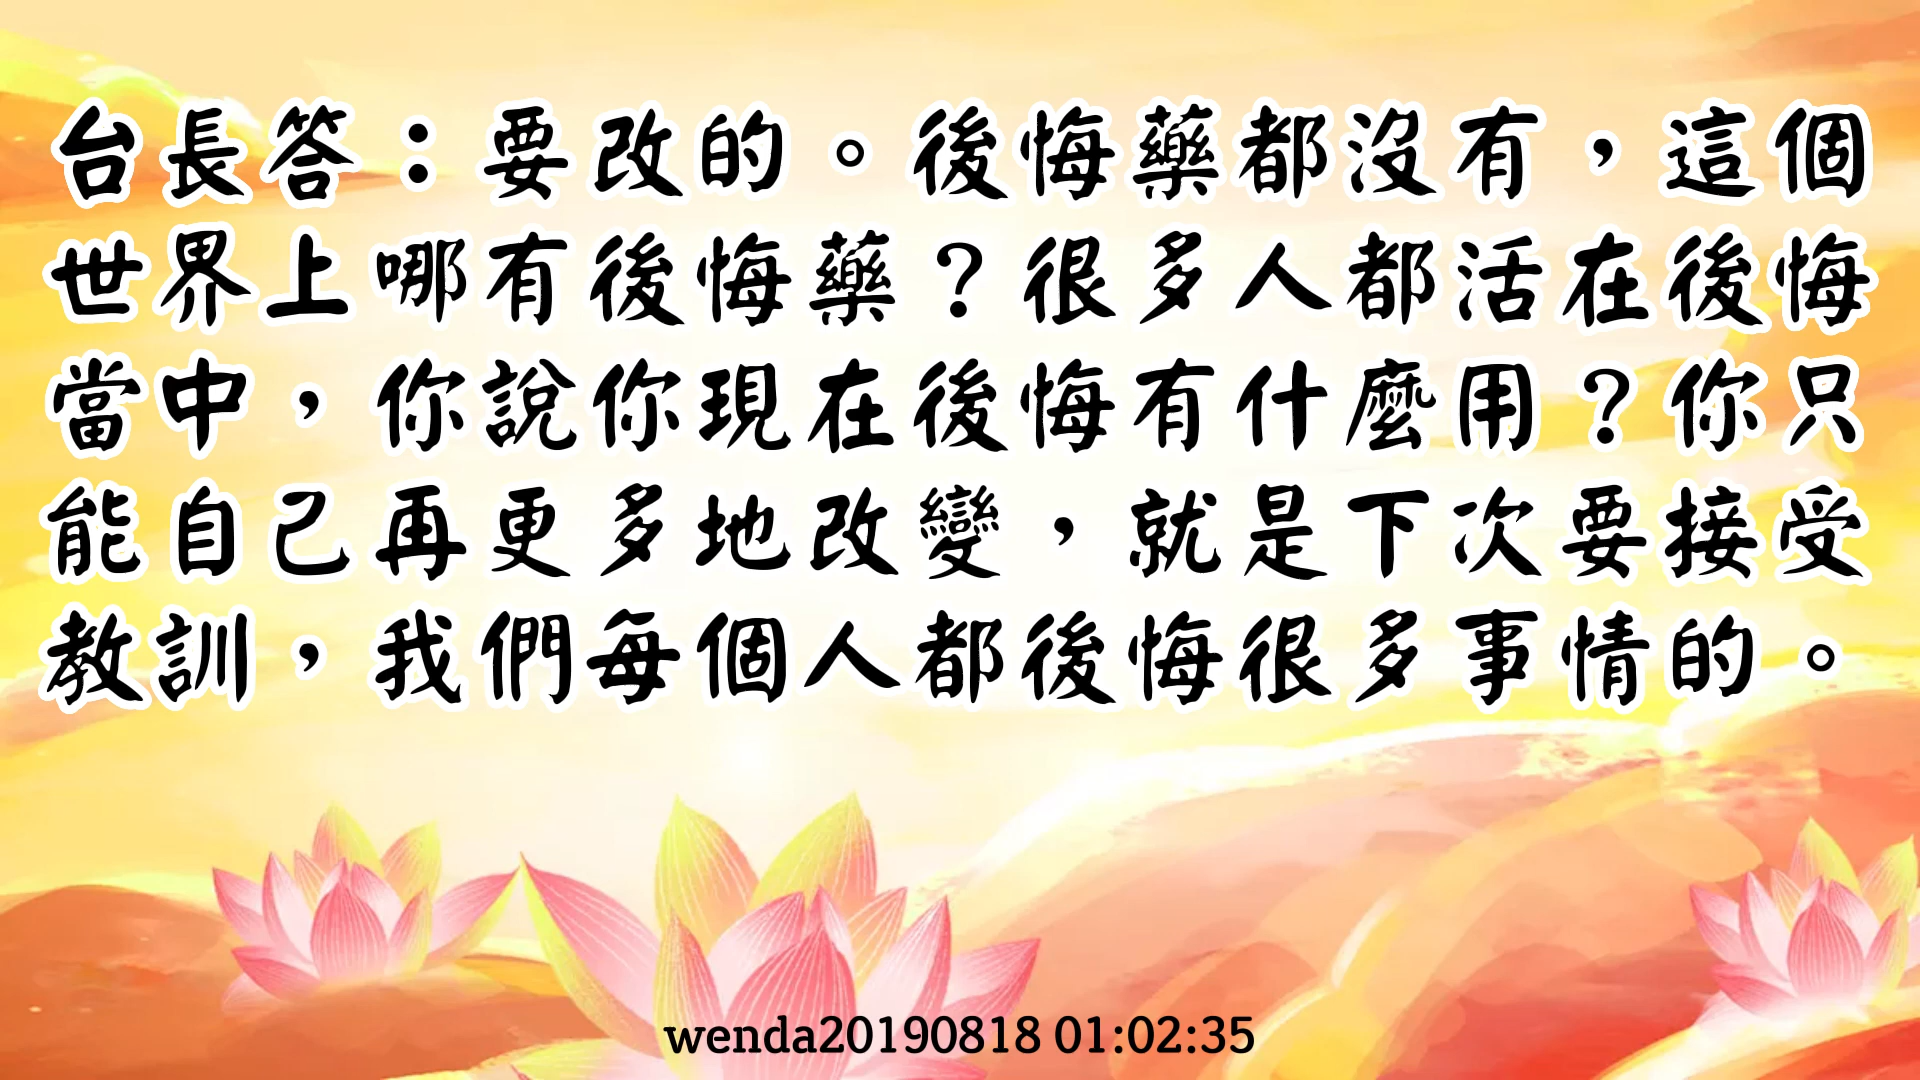 台長答：要改的。後悔藥都沒有，這個
世界上哪有後悔藥？很多人都活在後悔
當中，你說你現在後悔有什麼用？你只
能自己再更多地改變，就是下次要接受
教訓，我們每個人都後悔很多事情的。
wenda20190818 01:02:35